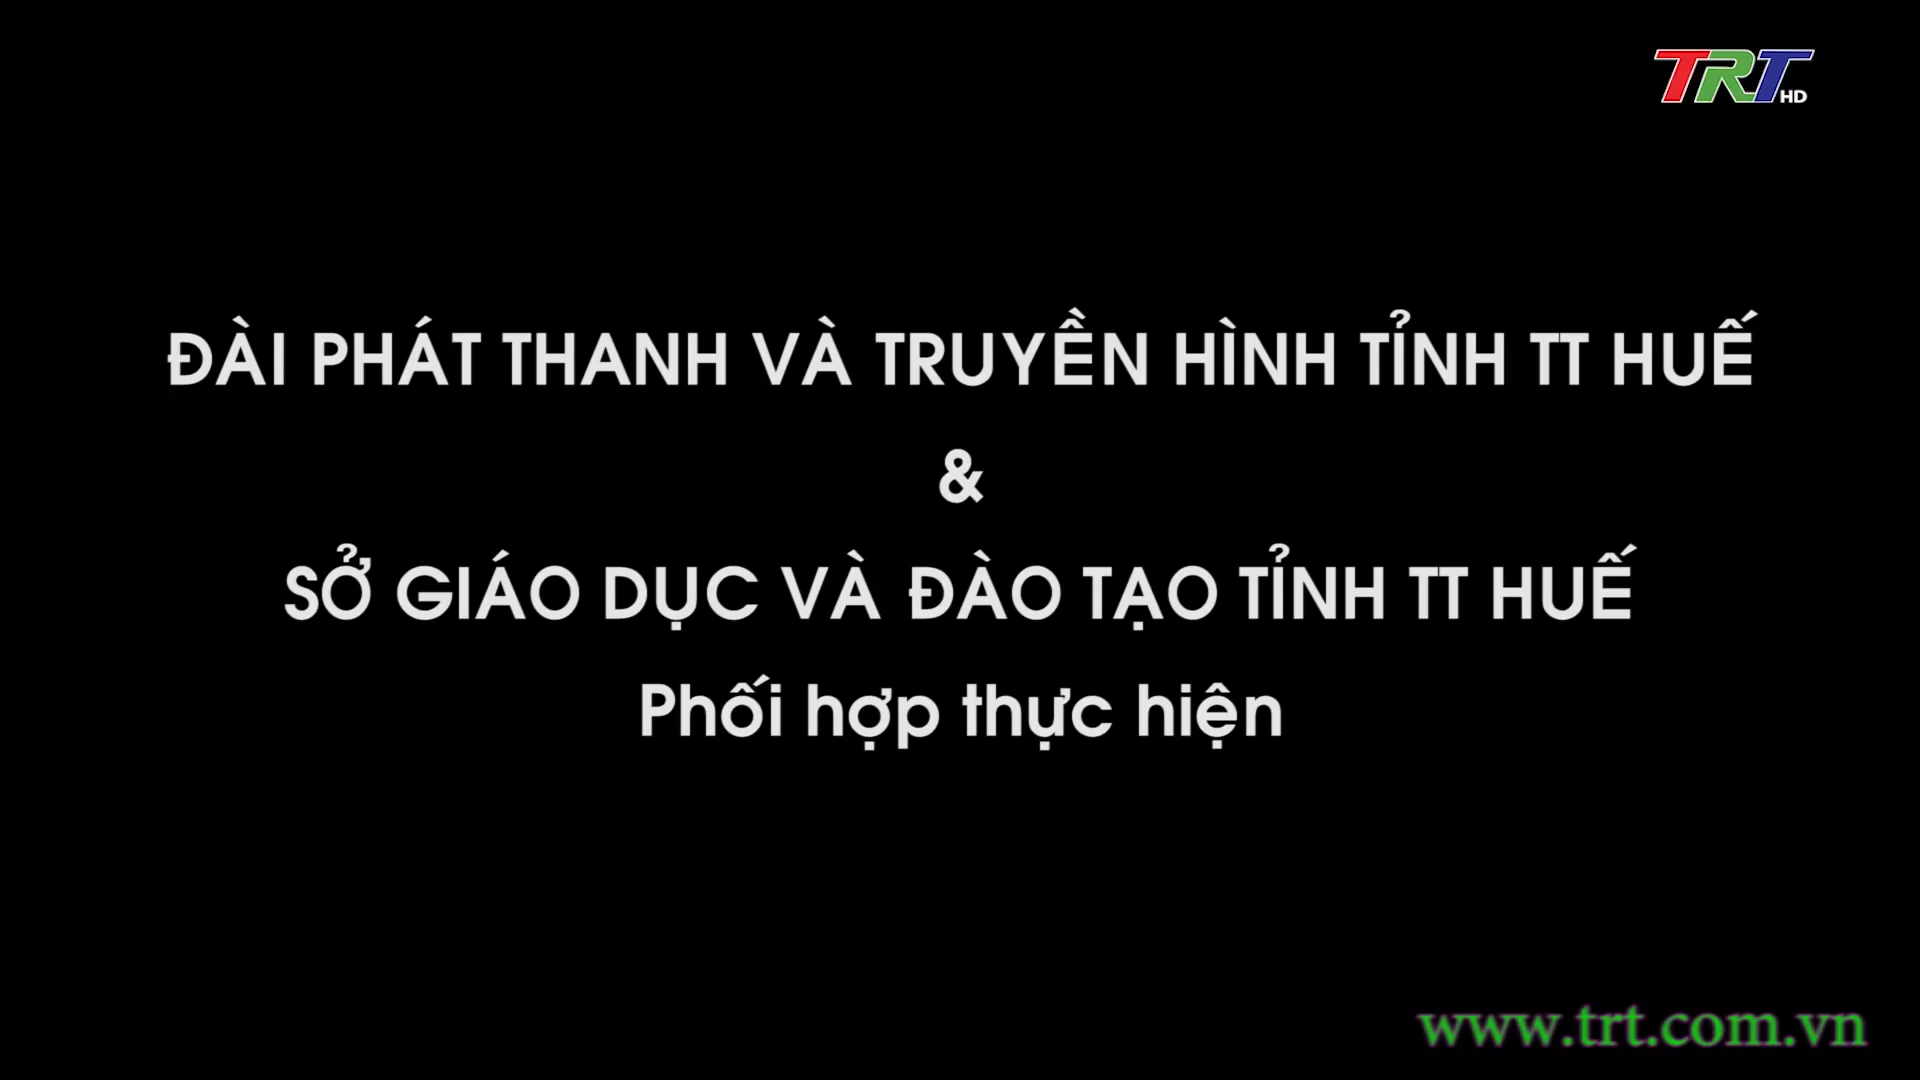 TRT HD
ĐÀI PHÁT THANH VÀ TRUYỀN HÌNH TỈNH TT HUẾ
&
SỞ GIÁO DỤC VÀ ĐÀO TẠO TỈNH TT HUẾ
Phối hợp thực hiện
www.trt.com.vn